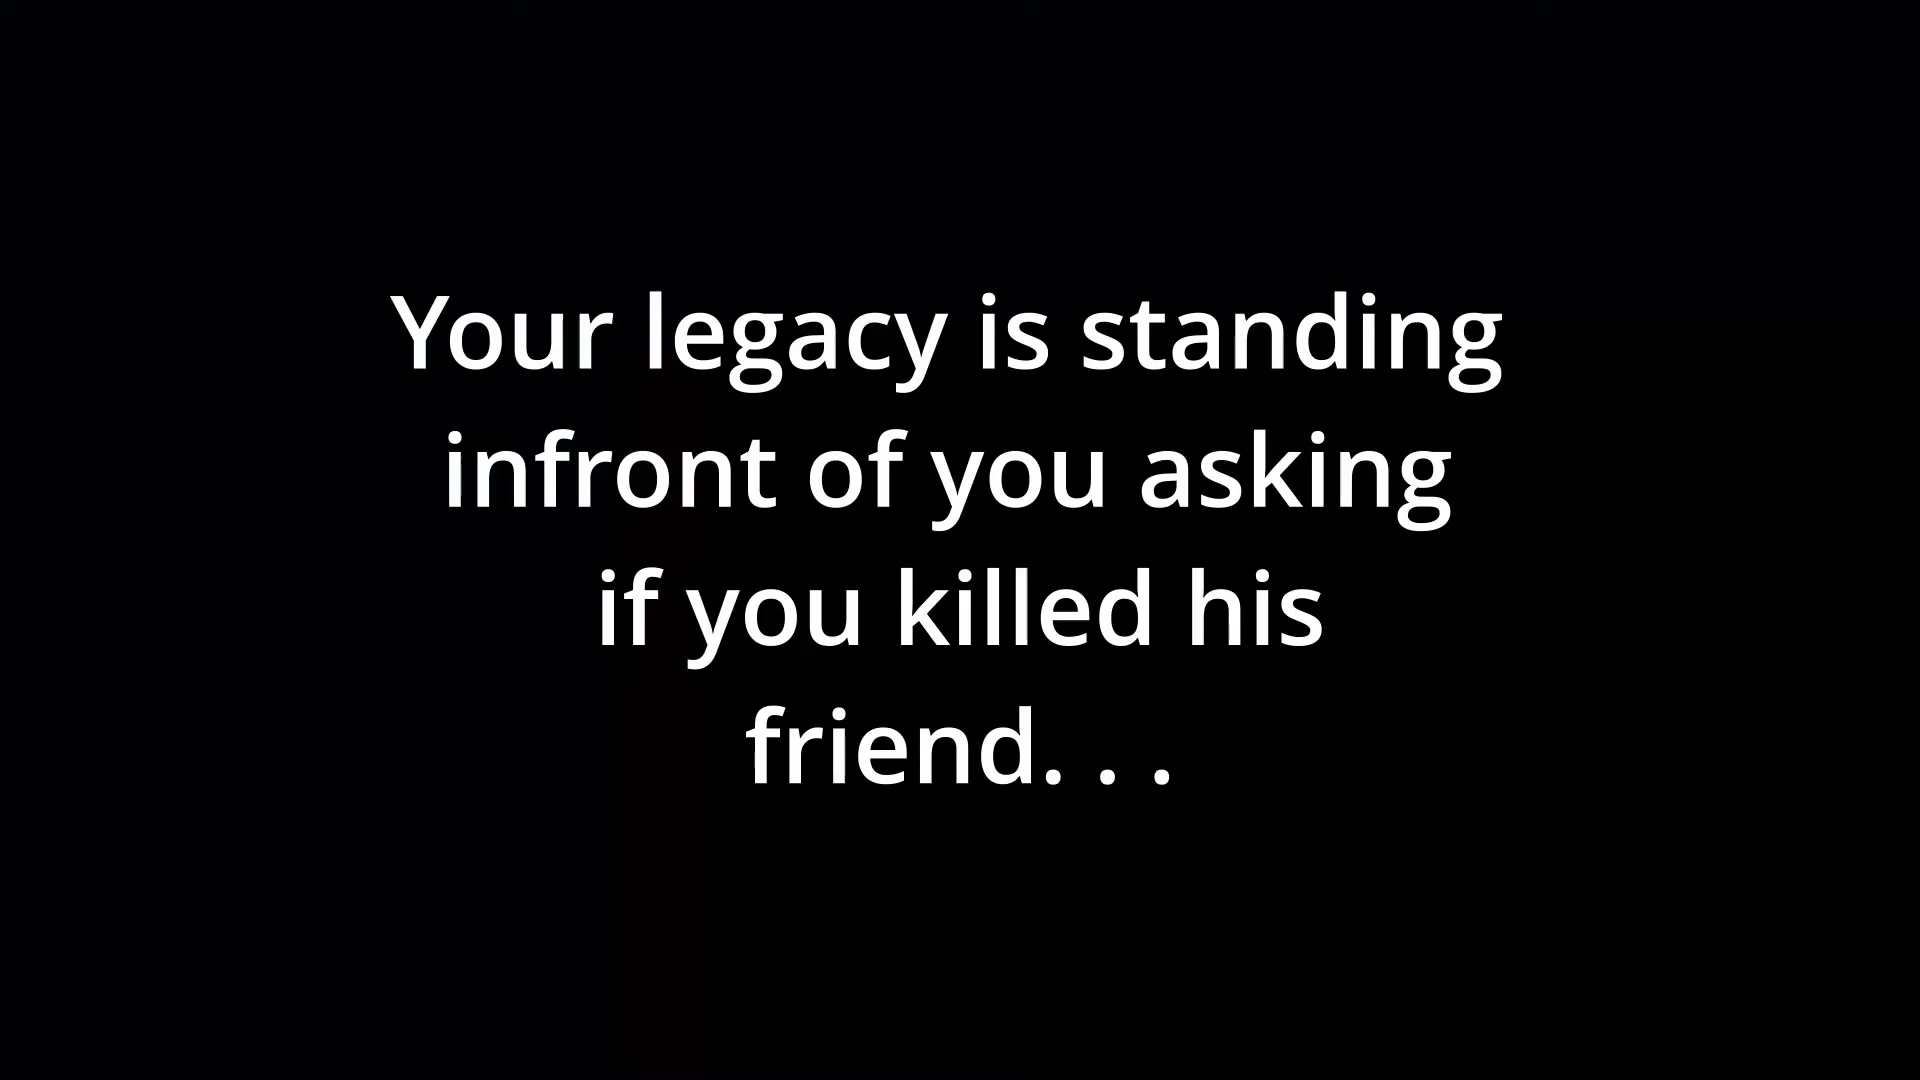 Your legacy is standing
infront of you asking
if you killed his
friend. . .